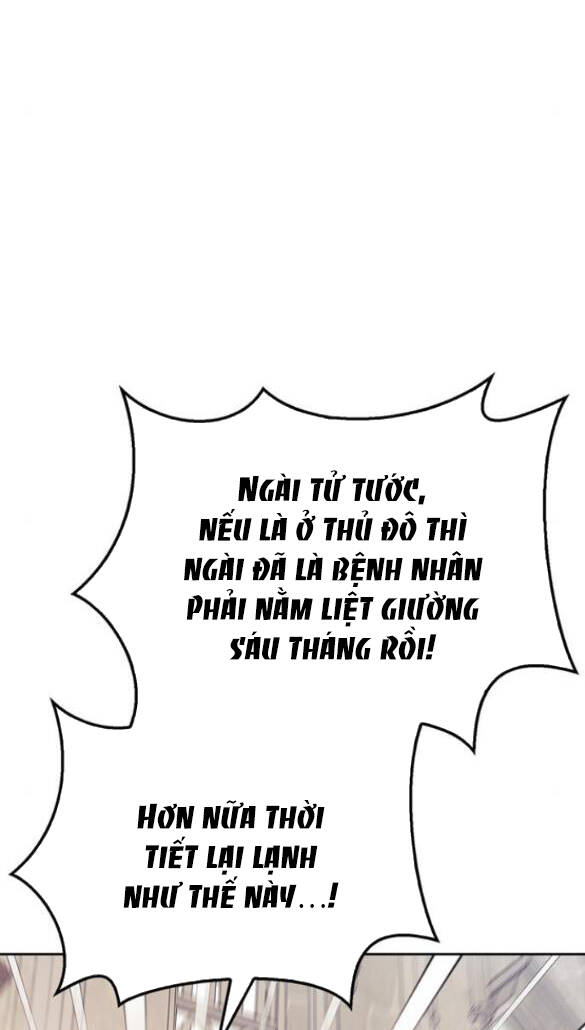 NGÀI TỬ TƯỚC,
NẾU LÀ Ở THỦ ĐÔ THÌ
NGÀI ĐÃ LÀ BỆNH NHÂN
PHẢI NẰM LIỆT GIƯỜNG
SÁU THÁNG RỒI!
HƠN NỮA THỜI
TIẾT LẠI LẠNH
NHƯ THẾ NÀY...!